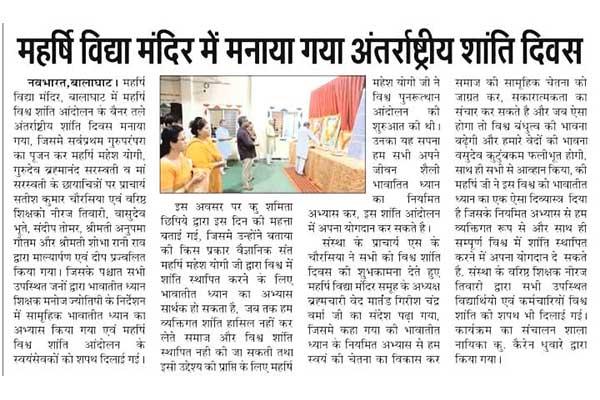 महर्षि विद्या मंदिर में मनाया गया अंतर्राष्ट्रीय शांति दिवस
नवभारत,बालाघाट। महर्षि
विद्या मंदिर, बालाघाट में महर्षि
विश्व शांति आंदोलन के बैनर तले
अंतर्राष्ट्रीय शांति दिवस मनाया
गया, जिसमे सर्वप्रथम गुरुपरंपरा
का पूजन कर महर्षि महेश योगी,
गुरुदेव ब्रह्मानंद सरस्वती व मां
सरस्वती के छायाचित्रों पर प्राचार्य
सतीश कुमार चौरसिया एवं वरिष्ठ
शिक्षको नीरज तिवारी, वासुदेव
भृते, संदीप तोमर, श्रीमती अनुपमा
गौतम और श्रीमती शोभा रानी राव
द्वारा माल्यार्पण एवं दीप प्रज्वलित
किया गया। जिसके पश्चात सभी
उपस्थित जनों द्वारा भावातीत ध्यान
शिक्षक मनोज ज्योतिषी के निर्देशन
में सामुहिक भावातीत ध्यान का
अभ्यास किया गया एवं महर्षि
विश्व शांति आंदोलन के
स्वयंसेवकों को शपथ दिलाई गई।
इस अवसर पर कु शमिता
छिपिये द्वारा इस दिन की महत्ता
बताई गई, जिसमे उन्होंने बताया
की किस प्रकार वैज्ञानिक संत
महर्षि महेश योगी जी द्वारा विश्व में
शांति स्थापित करने के लिए
भावातीत ध्यान का अभ्यास
सार्थक हो सकता है, जब तक हम
व्यक्तिगत शांति हासिल नहीं कर
लेते समाज और विश्व शांति
स्थापित नही की जा सकती तथा
इसी उद्देश्य की प्राप्ति के लिए महर्षि
महेश योगी जी ने
विश्व पुनरूत्थान
आंदोलन की
शुरुआत की थी।
उनका यह सपना
हम सभी अपने
जीवन शैली
भावातित ध्यान
का नियमित
अभ्यास कर, इस शांति आंदोलन
में अपना योगदान कर सकते है।
संस्था के प्राचार्य एस के
चौरसिया ने सभी को विश्व शांति
दिवस की शुभकामना देते हुए
महर्षि विद्या मंदिर समूह के अध्यक्ष
ब्रह्मचारी वेद मार्तंड गिरीश चंद्र
वर्मा जी का संदेश पढ़ा गया,
जिसमे कहा गया की भावातीत
ध्यान के नियमित अभ्यास से हम
स्वयं की चेतना का विकास कर
समाज की सामूहिक चेतना को
जाग्रत कर, सकारात्मकता का
संचार कर सकते है और जब ऐसा
होगा तो विश्व बंधुत्व की भावना
बढ़ेगी और हमारे वेदों की भावना
वसुदेव कुटुंबकम फलीभूत होगी,
साथ ही सभी से आव्हान किया, की
महर्षि जी ने इस विश्व को भावातीत
ध्यान का एक ऐसा दिव्यास्त्र दिया
है जिसके नियमित अभ्यास से हम
व्यक्तिगत रूप से और साथ ही
सम्पूर्ण विश्व में शांति स्थापित
करने में अपना योगदान दे सकते
है. संस्था के वरिष्ठ शिक्षक नीरज
तिवारी द्वारा सभी उपस्थित
विद्यार्थियों एवं कर्मचारियों विश्व
शांति की शपथ भी दिलाई गई।
कार्यकम का संचालन शाला
नायिका कु. कैरेन धुवारे द्वारा
किया गया।